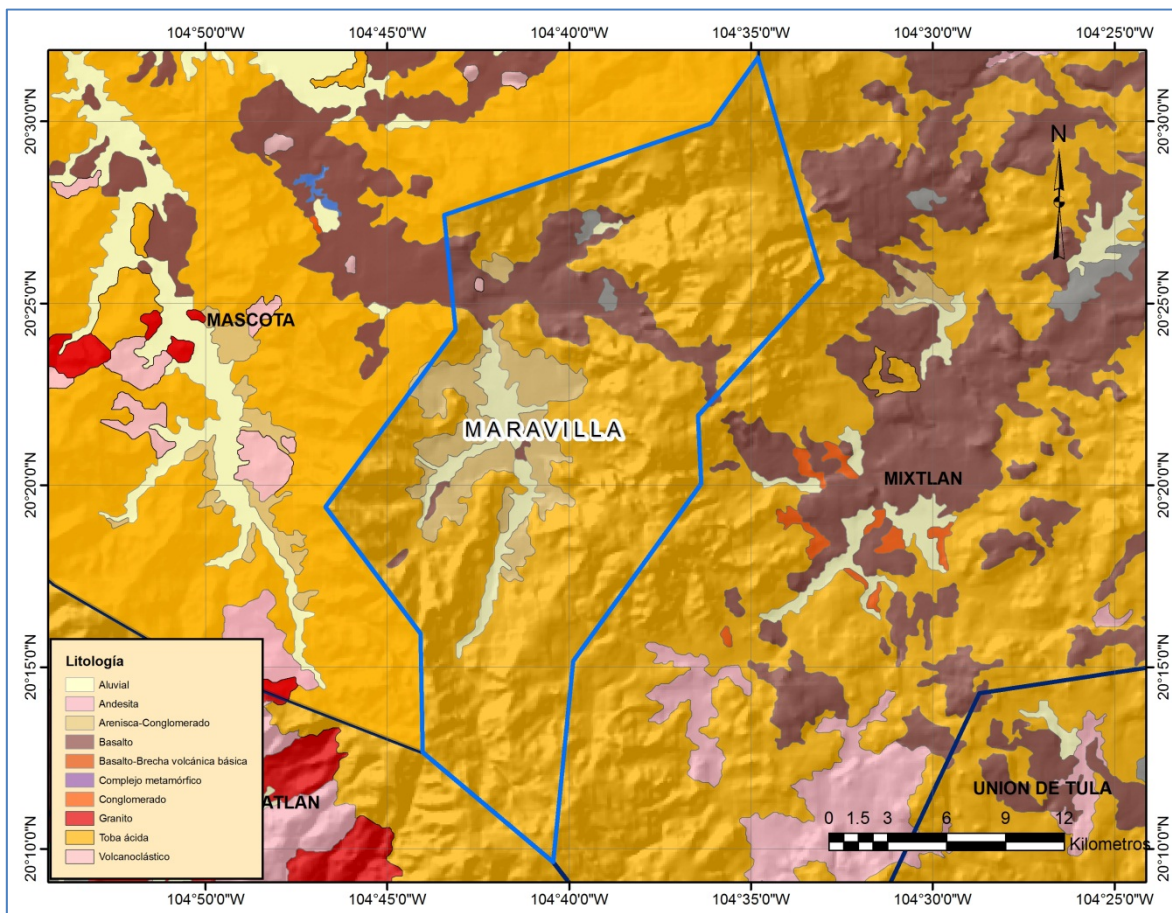 104°50'0"W 104°45'0"W 104°40'0"W 104°35'0"W 104°30'0"W 104°25'0"W
20°30'0"N 20°30'0"N
N
20°25'0"N 20°25'0"N
MASCOTA
MARAVILLA
20°20'0"N 20°20'0"N
MIXTLAN
20°15'0"N 20°15'0"N
Litología
Aluvial
Andesita
Arenisca-Conglomerado
Basalto
Basalto-Brecha volcánica básica
Complejo metamórfico
Conglomerado
Granito
Toba ácida
Volcanoclástico
ATLAN
UNION DE TULA
0 1.5 3 6 9 12
Kilometros
20°10'0"N 20°10'0"N
104°50'0"W 104°45'0"W 104°40'0"W 104°35'0"W 104°30'0"W 104°25'0"W